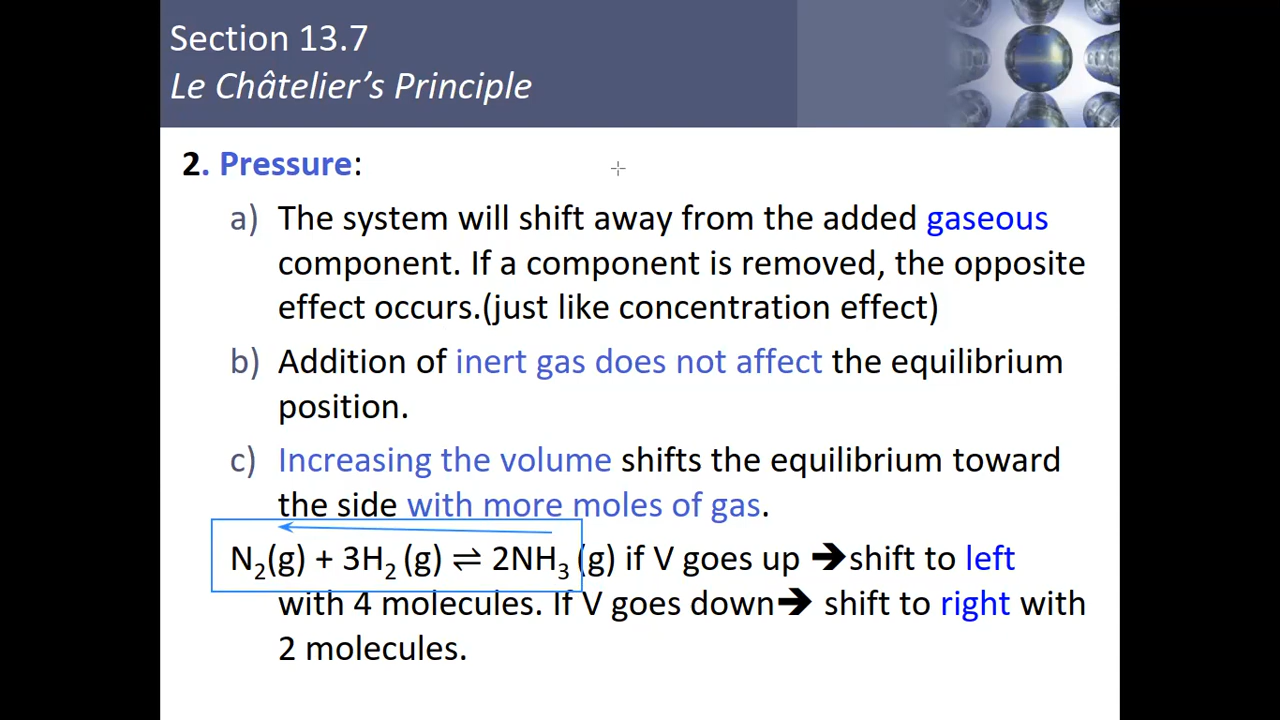 Section 13.7
Le Châtelier’s Principle
2. Pressure:
a) The system will shift away from the added gaseous
component. If a component is removed, the opposite
effect occurs.(just like concentration effect)
b) Addition of inert gas does not affect the equilibrium
position.
c) Increasing the volume shifts the equilibrium toward
the side with more moles of gas.
N₂(g) + 3H₂ (g) ⇌ 2NH₃ (g) if V goes up 🡺shift to left
with 4 molecules. If V goes down🡺 shift to right with
2 molecules.